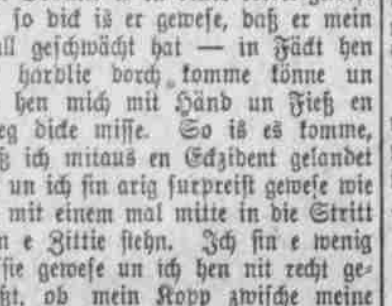 so dick is er gewese, daß er mein
all geschwächt hat — in Fäckt hen
hardlie dorch komme könne un
hen mich mit Händ un Fieß en
eg dicke misse. So is es komme,
ß ich mitaus en Eckzident gelandet
un ich sin arig surpreist gewese wie
mit einem mal mitte in die Stritt
n e Zittie stehn. Ich sin e wenig
sie gewese un ich hen nit recht ge=
ßt, ob mein Kopp zwische meine